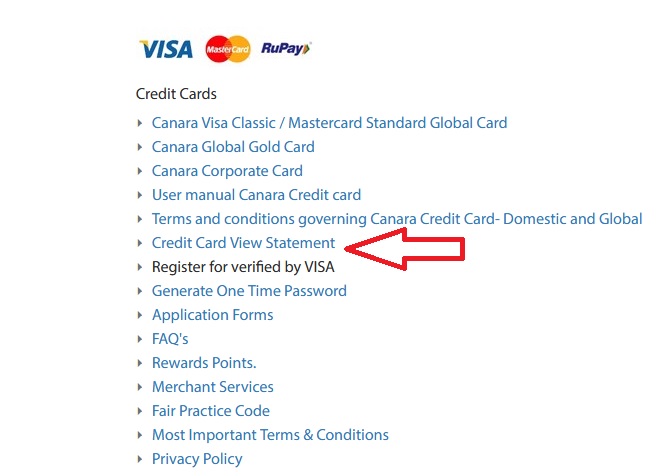 VISA MasterCard RuPay
Credit Cards
Canara Visa Classic / Mastercard Standard Global Card
Canara Global Gold Card
Canara Corporate Card
User manual Canara Credit card
Terms and conditions governing Canara Credit Card- Domestic and Global
Credit Card View Statement
Register for verified by VISA
Generate One Time Password
Application Forms
FAQ's
Rewards Points.
Merchant Services
Fair Practice Code
Most Important Terms & Conditions
Privacy Policy